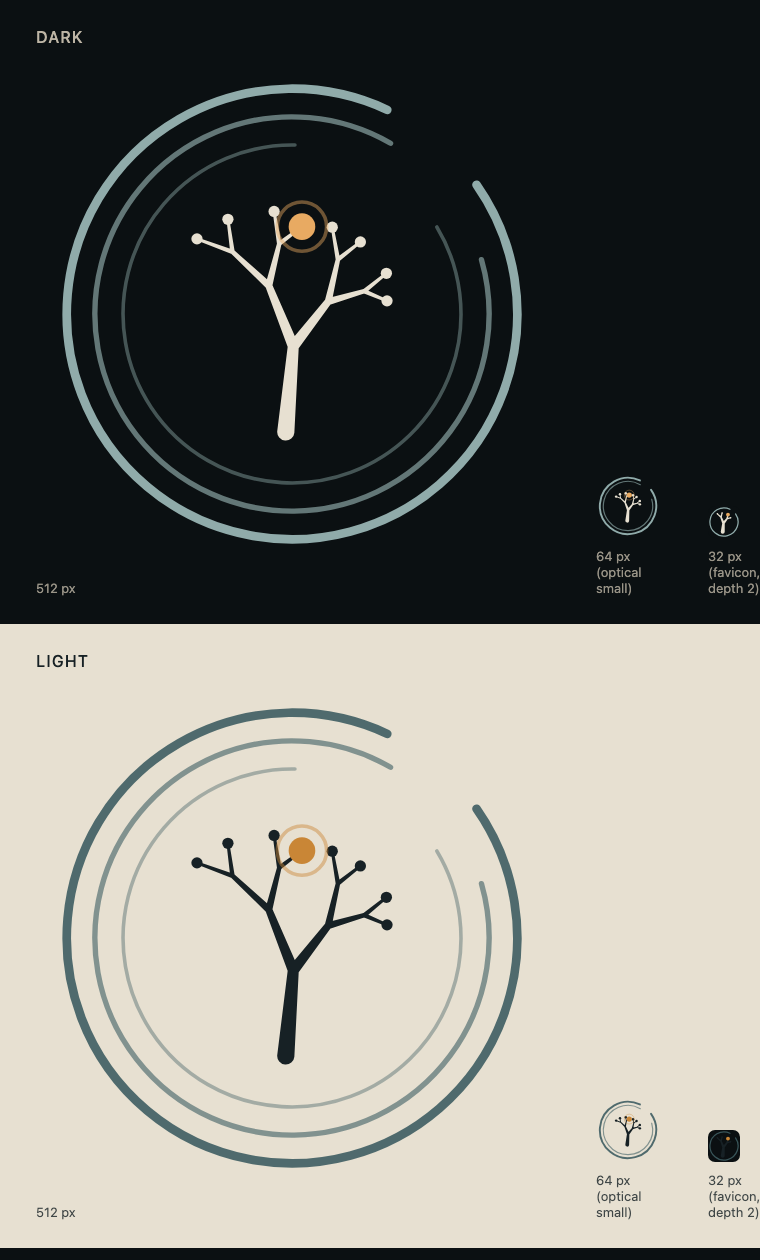 DARK
512 px
64 px
(optical
small)
32 px
(favicon,
depth 2)
LIGHT
512 px
64 px
(optical
small)
32 px
(favicon,
depth 2)